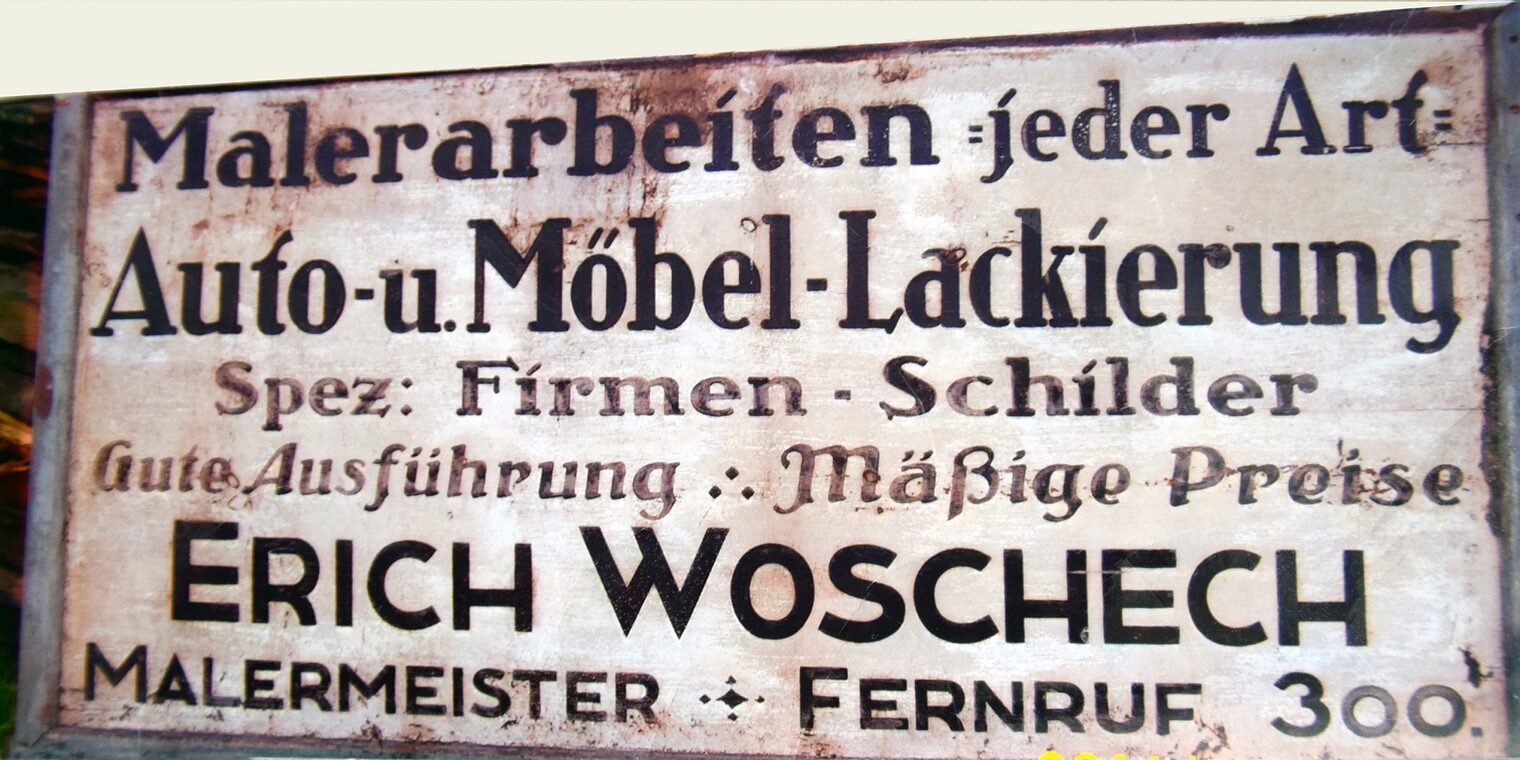 Malerarbeiten =jeder Art=
Auto-u. Möbel-Lackierung
Spez: Firmen - Schilder
Gute Ausführung ∴ Mäßige Preise
ERICH WOSCHECH
MALERMEISTER FERNRUF 300.